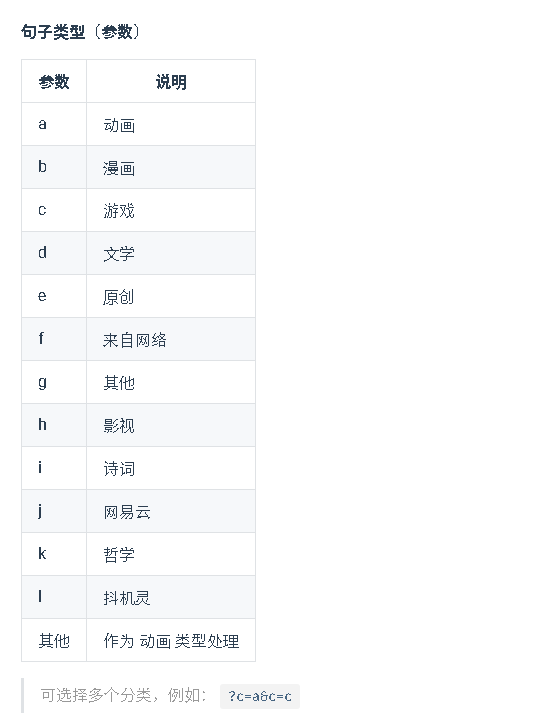 句子类型（参数）
参数 说明
a 动画
b 漫画
c 游戏
d 文学
e 原创
f 来自网络
g 其他
h 影视
i 诗词
j 网易云
k 哲学
l 抖机灵
其他 作为 动画 类型处理
可选择多个分类，例如： ?c=a&c=c